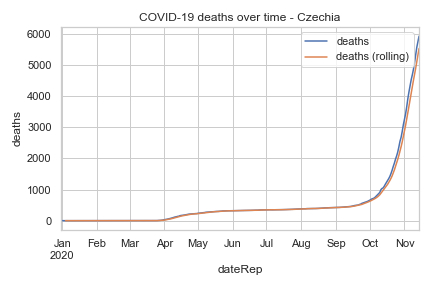 COVID-19 deaths over time - Czechia
deaths
deaths (rolling)
6000
5000
4000
3000
2000
1000
0
deaths
Jan Feb Mar Apr May Jun Jul Aug Sep Oct Nov
2020
dateRep